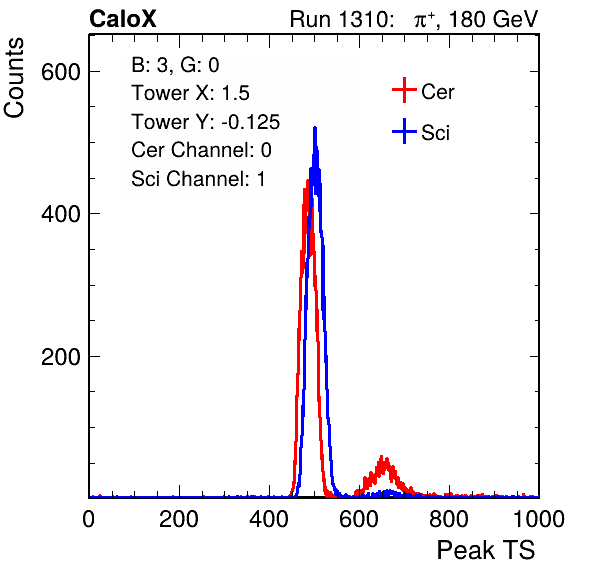 CaloX Run 1310: π⁺, 180 GeV
Counts
B: 3, G: 0
Tower X: 1.5
Tower Y: -0.125
Cer Channel: 0
Sci Channel: 1
Cer
Sci
600
400
200
0 200 400 600 800 1000
Peak TS